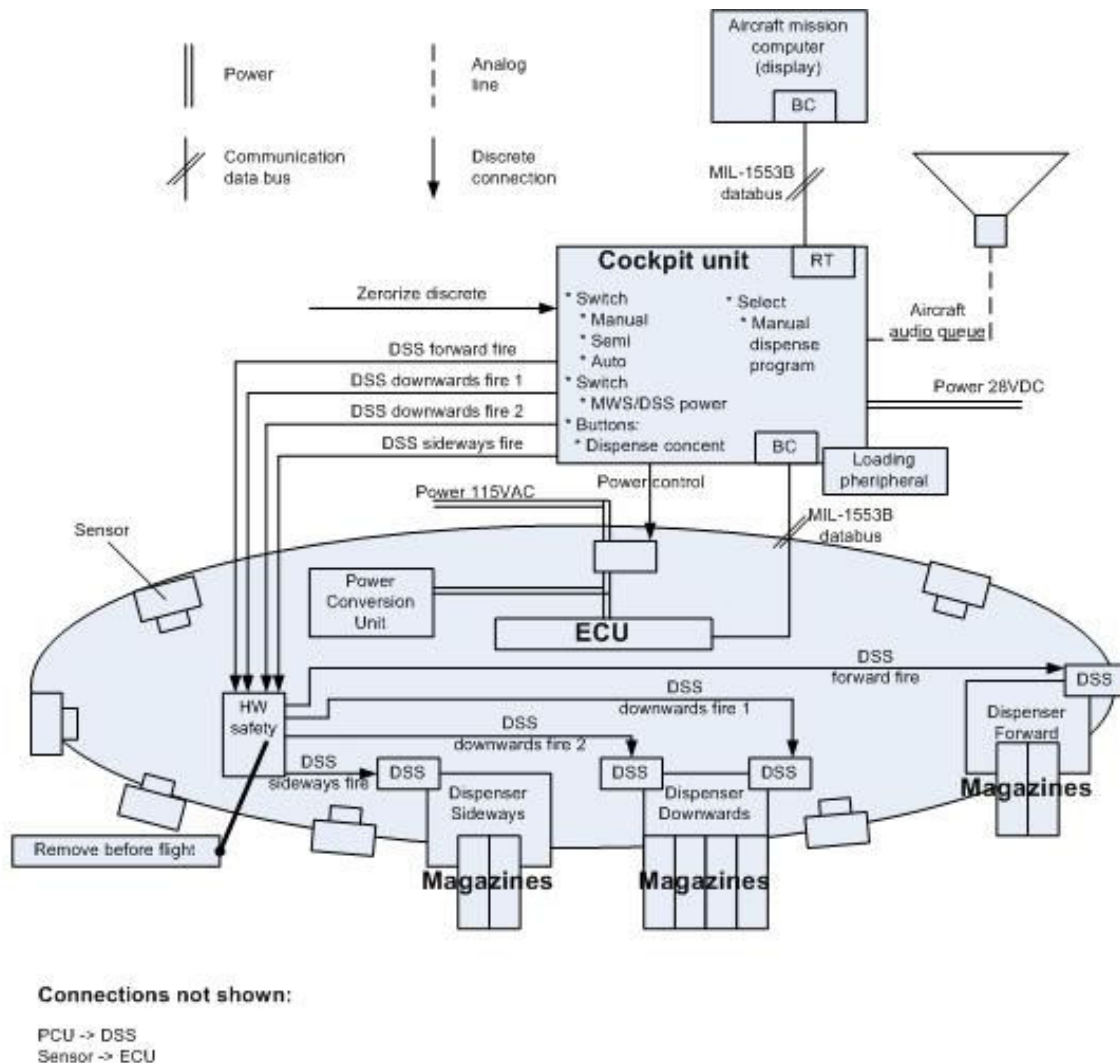 Power
Analog
line
Communication
data bus
Discrete
connection
Aircraft mission
computer
(display)
BC
MIL-1553B
databus
Cockpit unit
RT
* Switch
* Manual
* Semi
* Auto
* Switch
* MWS/DSS power
* Buttons:
* Dispense concent
* Select
* Manual
dispense
program
BC
Zerorize discrete
DSS forward fire
DSS downwards fire 1
DSS downwards fire 2
DSS sideways fire
Aircraft
audio queue
Power 28VDC
Loading
pheripheral
Power 115VAC
Power control
MIL-1553B
databus
Sensor
Power
Conversion
Unit
ECU
HW
safety
DSS
forward fire
DSS
DSS
downwards fire 1
DSS
downwards fire 2
DSS
sideways fire
DSS
DSS
DSS
Dispenser
Forward
Magazines
Dispenser
Sideways
Magazines
Dispenser
Downwards
Magazines
Remove before flight
Connections not shown:
PCU -> DSS
Sensor -> ECU